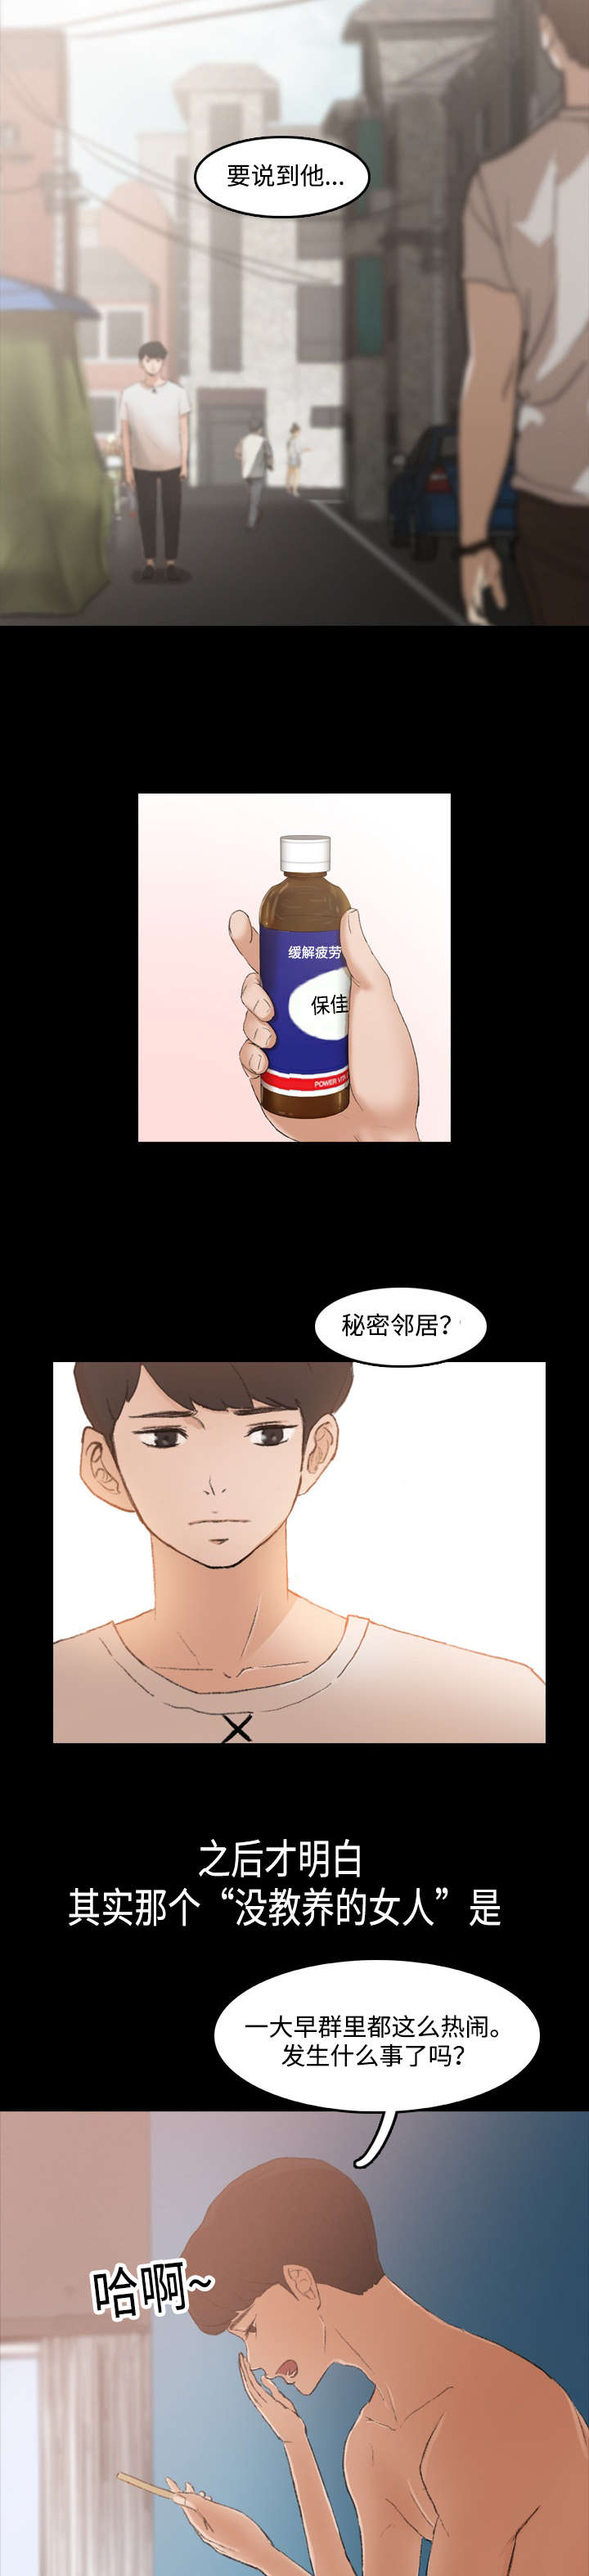 要说到他...
缓解疲劳
保佳
POWER VITA
秘密邻居？
之后才明白
其实那个“没教养的女人”是
一大早群里都这么热闹。
发生什么事了吗？
哈啊~